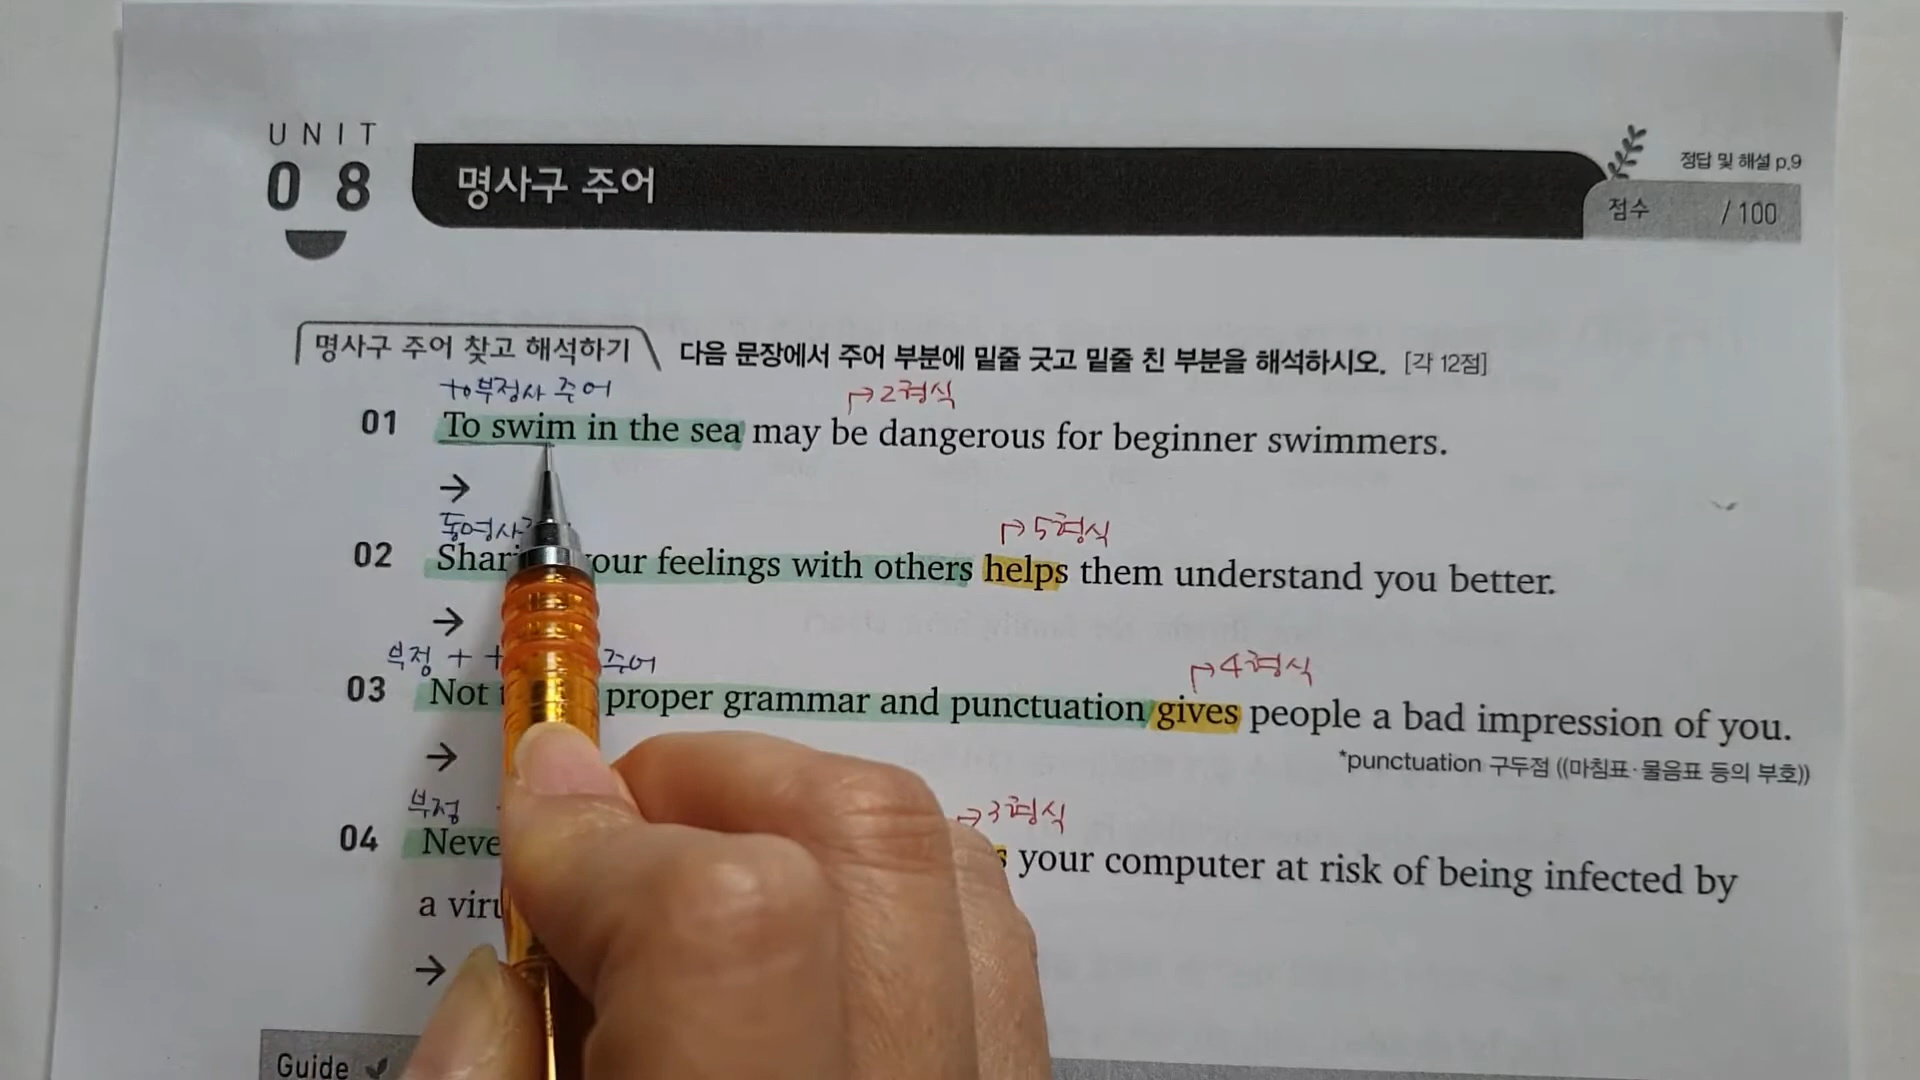 UNIT
08
명사구 주어
정답 및 해설 p.9
점수 / 100
명사구 주어 찾고 해석하기 다음 문장에서 주어 부분에 밑줄 긋고 밑줄 친 부분을 해석하시오. [각 12점]
to부정사 주어 →2형식
01 To swim in the sea may be dangerous for beginner swimmers.
→
동명사 →5형식
02 your feelings with others helps them understand you better.
→
부정 + 주어 →4형식
03 Not proper grammar and punctuation gives people a bad impression of you.
*punctuation 구두점 ((마침표·물음표 등의 부호))
→
부정 →3형식
04 your computer at risk of being infected by
a
→
Guide